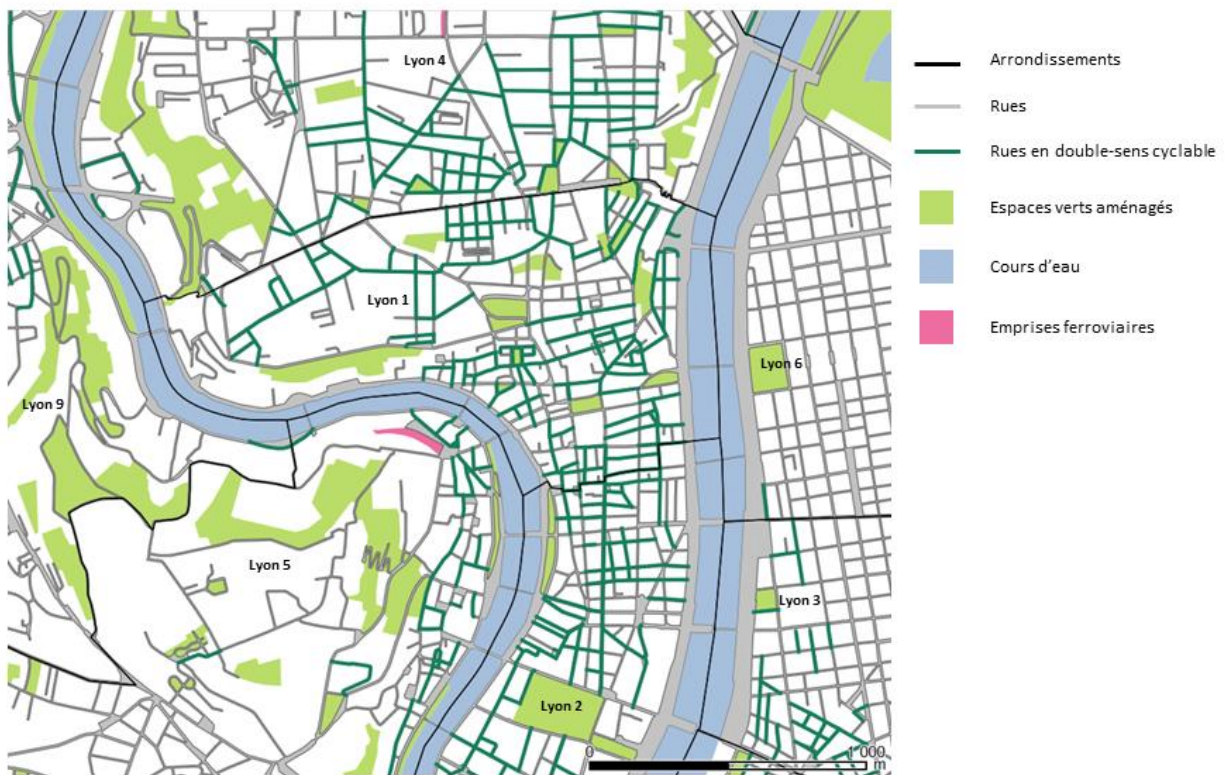 Lyon 4
Lyon 1
Lyon 6
Lyon 9
Lyon 5
Lyon 3
Lyon 2
0
1 000
m
Arrondissements
Rues
Rues en double-sens cyclable
Espaces verts aménagés
Cours d'eau
Emprises ferroviaires